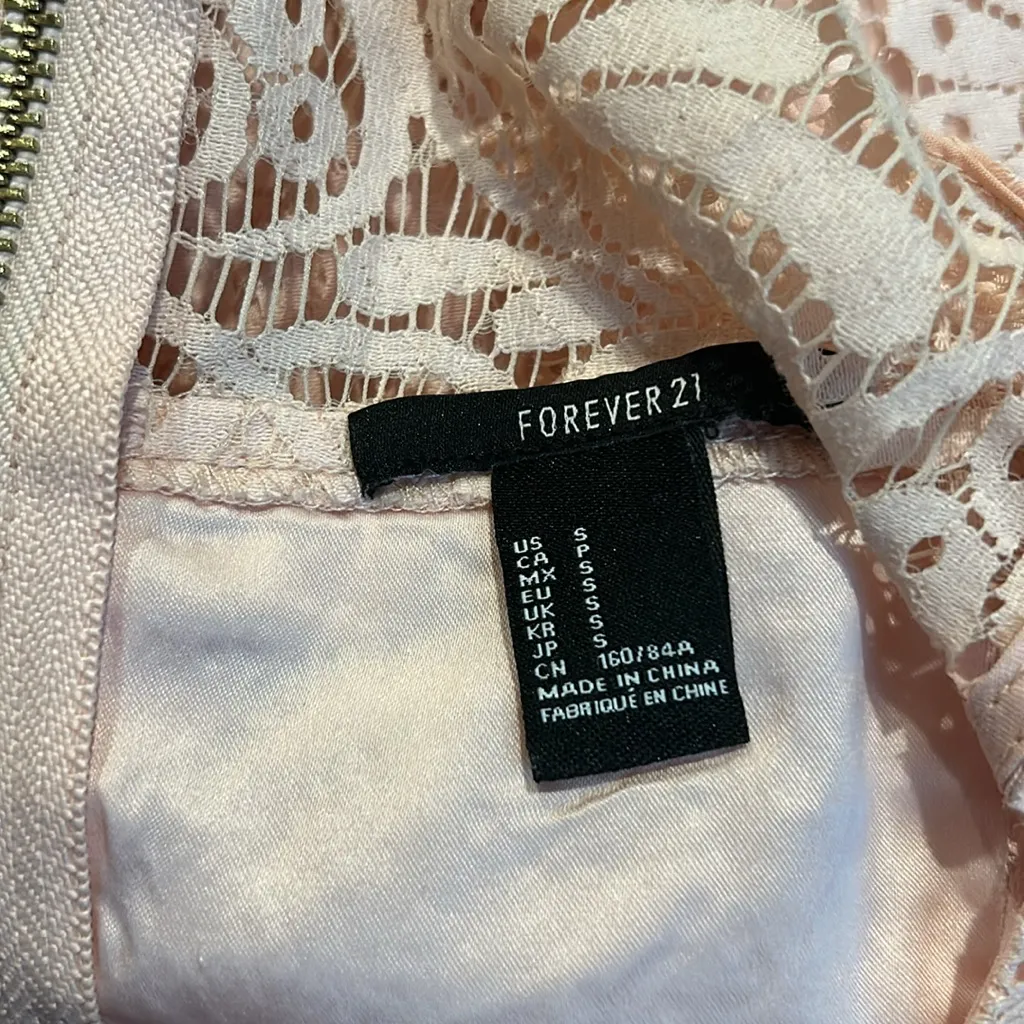 FOREVER 21
US S
CA P
MX S
EU S
UK S
KR S
JP S
CN 160/84A
MADE IN CHINA
FABRIQUÉ EN CHINE